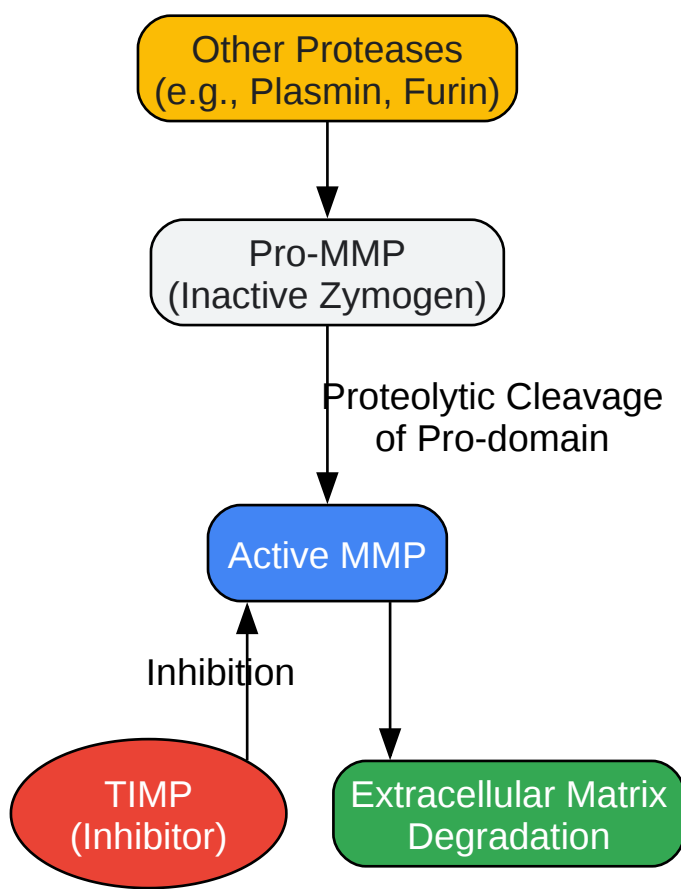 Other Proteases
(e.g., Plasmin, Furin)
Pro-MMP
(Inactive Zymogen)
Proteolytic Cleavage
of Pro-domain
Active MMP
Inhibition
TIMP
(Inhibitor)
Extracellular Matrix
Degradation